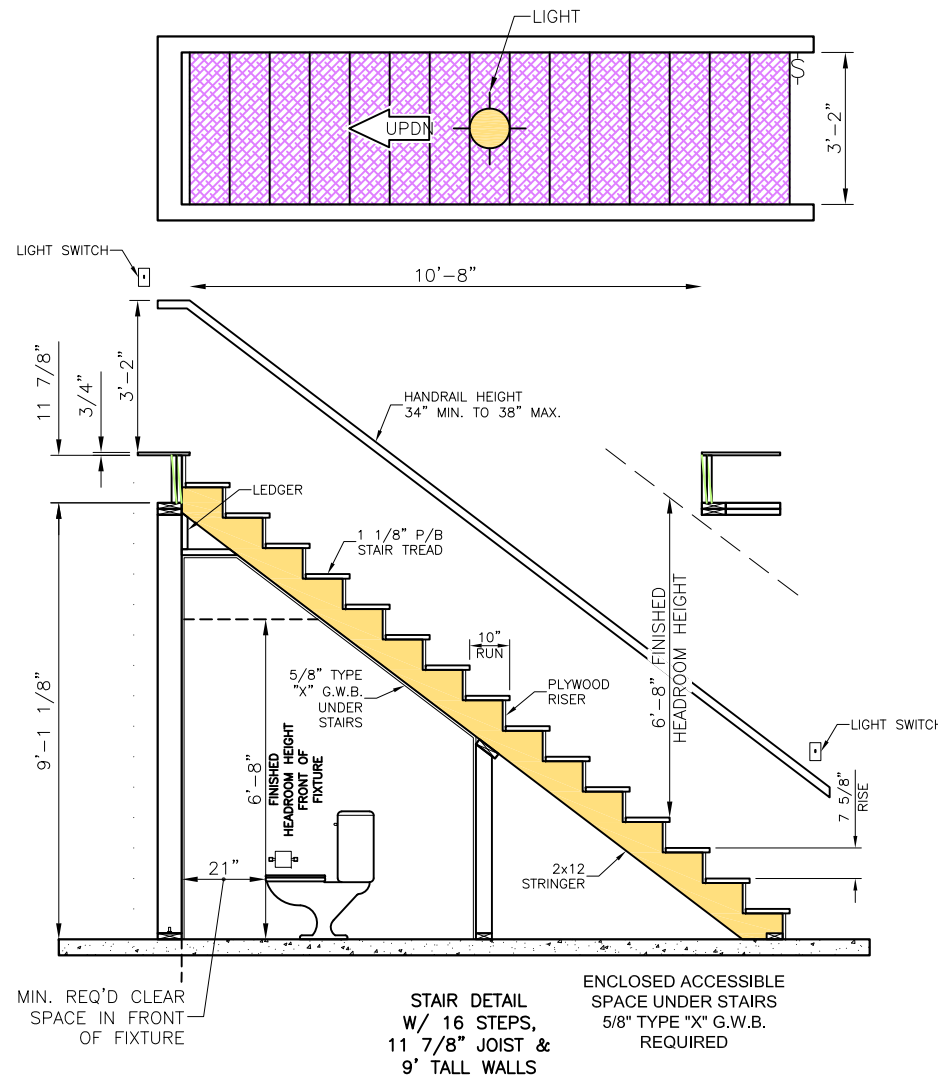 LIGHT
UPDN
S
3'-2"
LIGHT SWITCH
10'-8"
11 7/8"
3/4"
3'-2"
HANDRAIL HEIGHT
34" MIN. TO 38" MAX.
LEDGER
1 1/8" P/B
STAIR TREAD
10"
RUN
6'-8" FINISHED
HEADROOM HEIGHT
5/8" TYPE
"X" G.W.B.
UNDER
STAIRS
PLYWOOD
RISER
LIGHT SWITCH
9'-1 1/8"
6'-8"
FINISHED
HEADROOM HEIGHT
FRONT OF
FIXTURE
7 5/8"
RISE
21"
2x12
STRINGER
MIN. REQ'D CLEAR
SPACE IN FRONT
OF FIXTURE
STAIR DETAIL
W/ 16 STEPS,
11 7/8" JOIST &
9' TALL WALLS
ENCLOSED ACCESSIBLE
SPACE UNDER STAIRS
5/8" TYPE "X" G.W.B.
REQUIRED